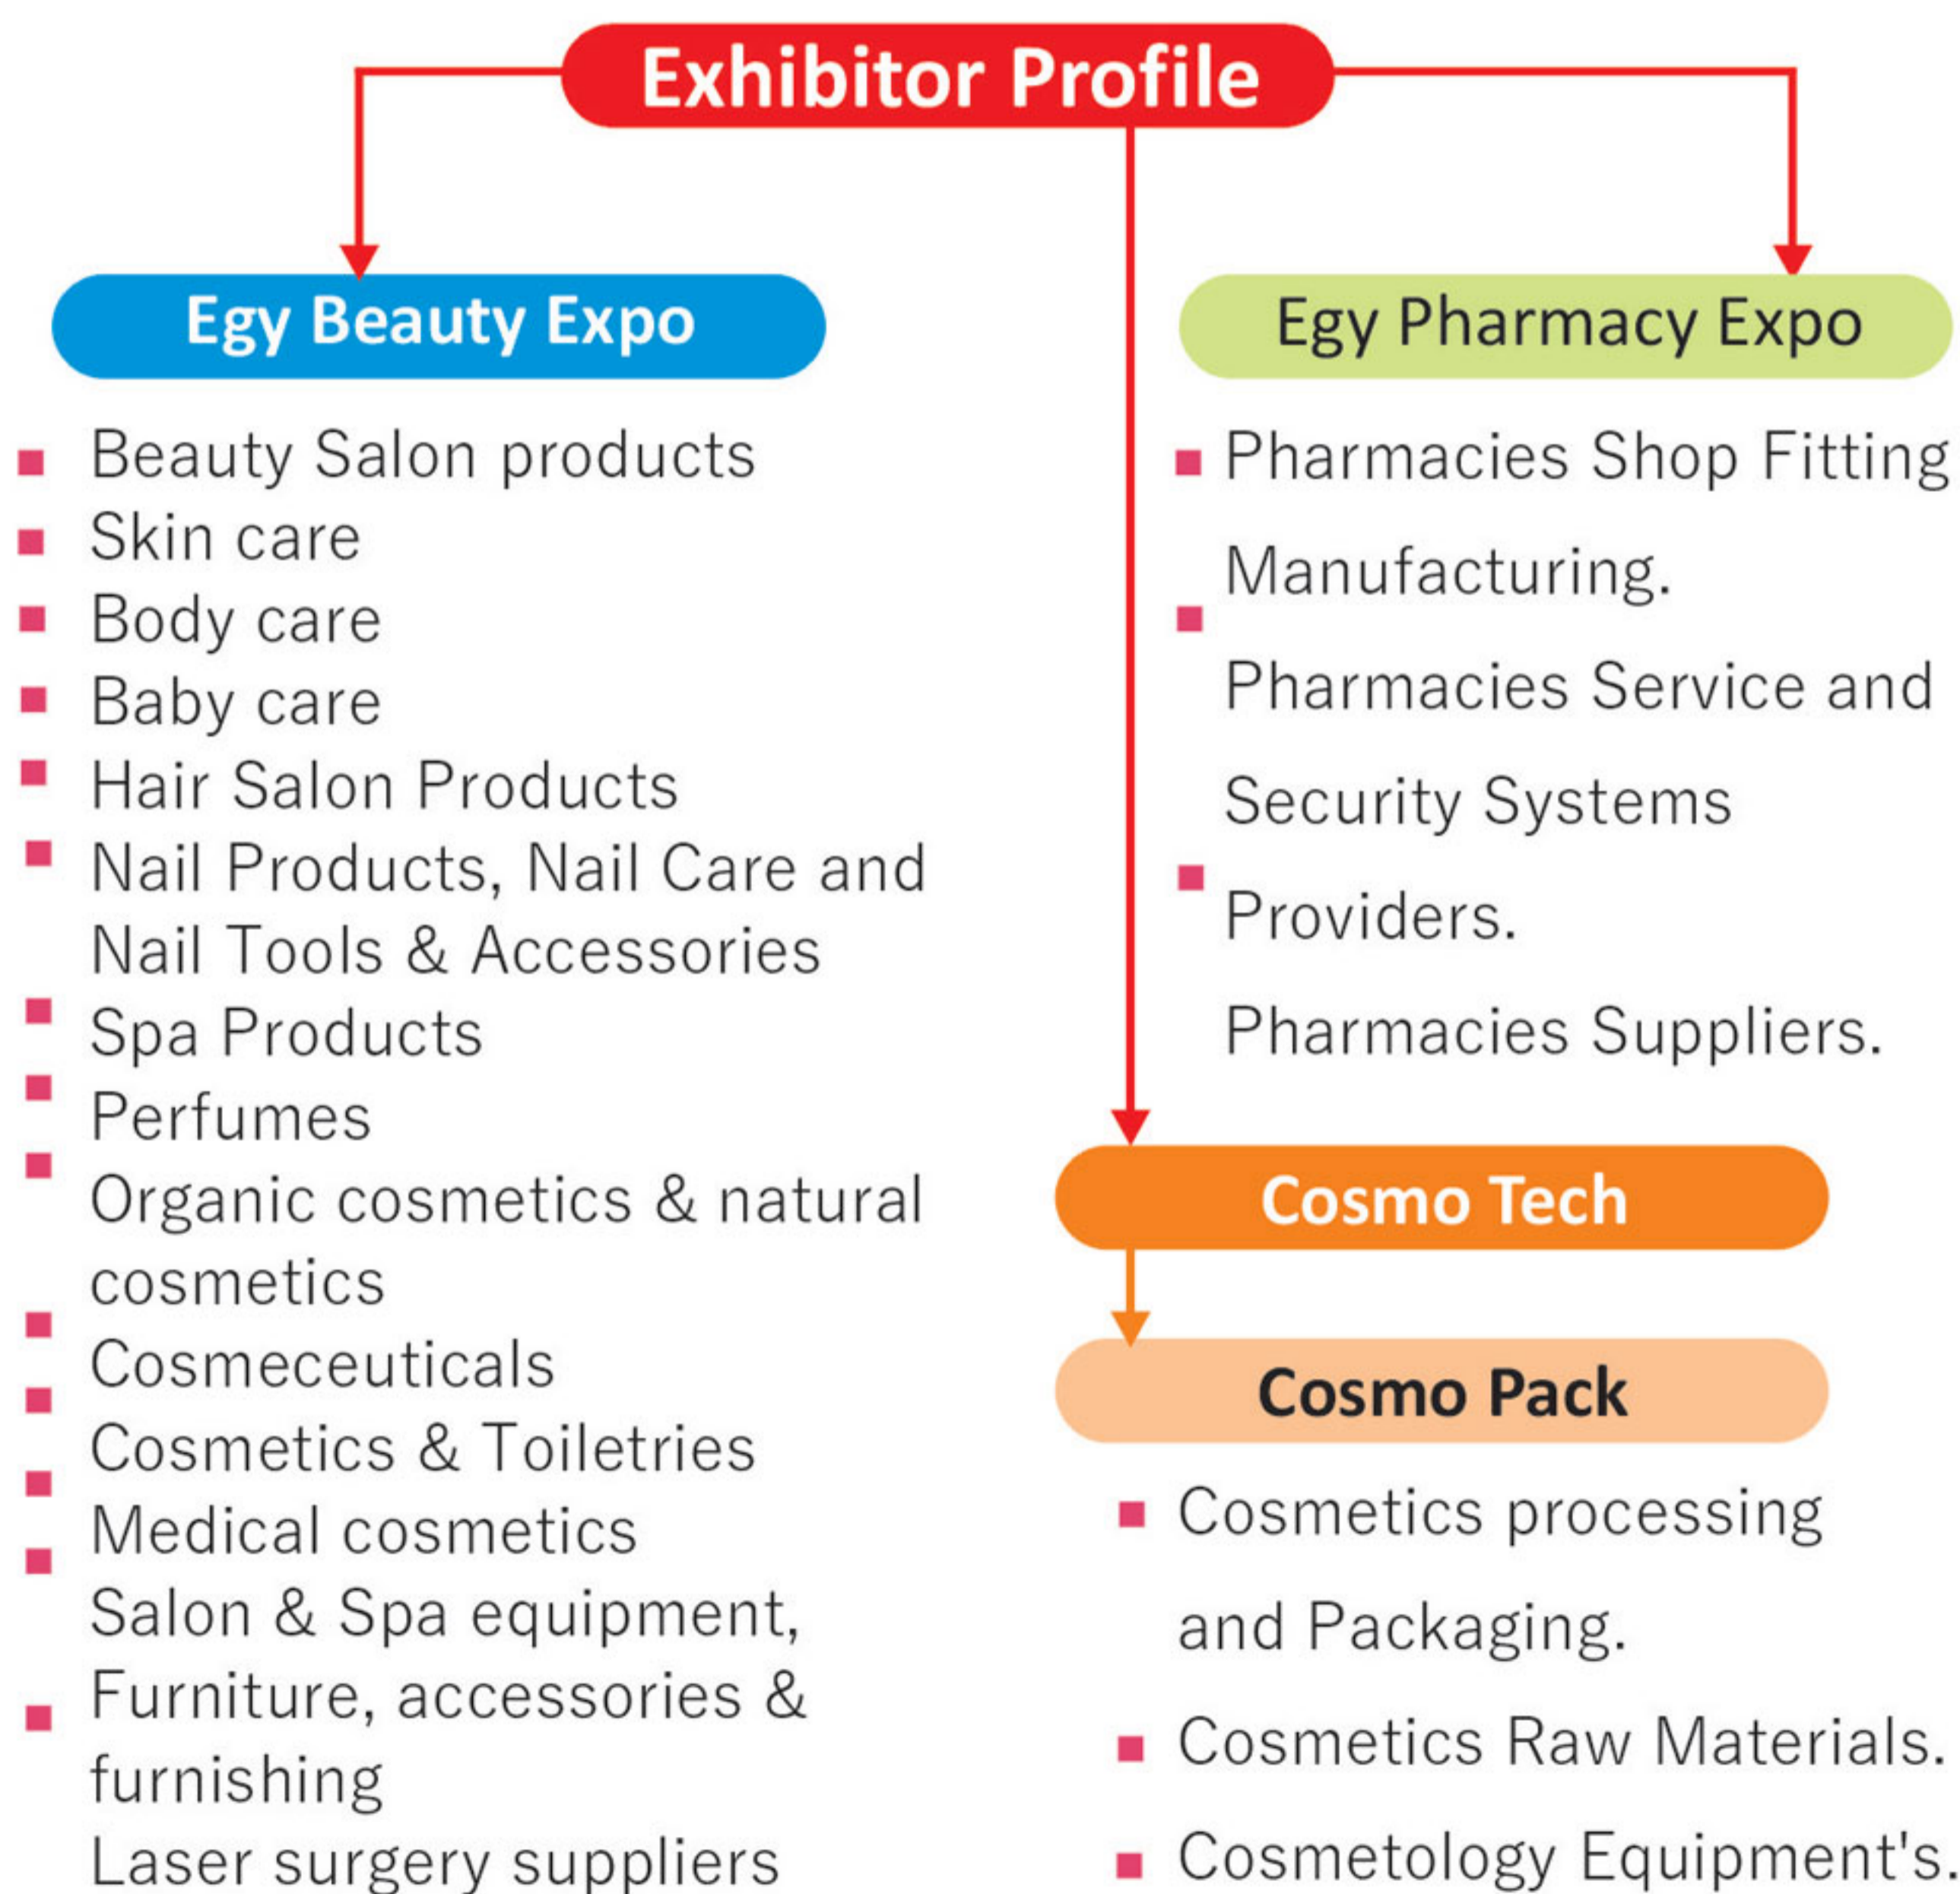 Exhibitor Profile
Egy Beauty Expo
Beauty Salon products
Skin care
Body care
Baby care
Hair Salon Products
Nail Products, Nail Care and
Nail Tools & Accessories
Spa Products
Perfumes
Organic cosmetics & natural
cosmetics
Cosmeceuticals
Cosmetics & Toiletries
Medical cosmetics
Salon & Spa equipment,
Furniture, accessories &
furnishing
Laser surgery suppliers
Egy Pharmacy Expo
Pharmacies Shop Fitting
Manufacturing.
Pharmacies Service and
Security Systems
Providers.
Pharmacies Suppliers.
Cosmo Tech
Cosmo Pack
Cosmetics processing
and Packaging.
Cosmetics Raw Materials.
Cosmetology Equipment's.